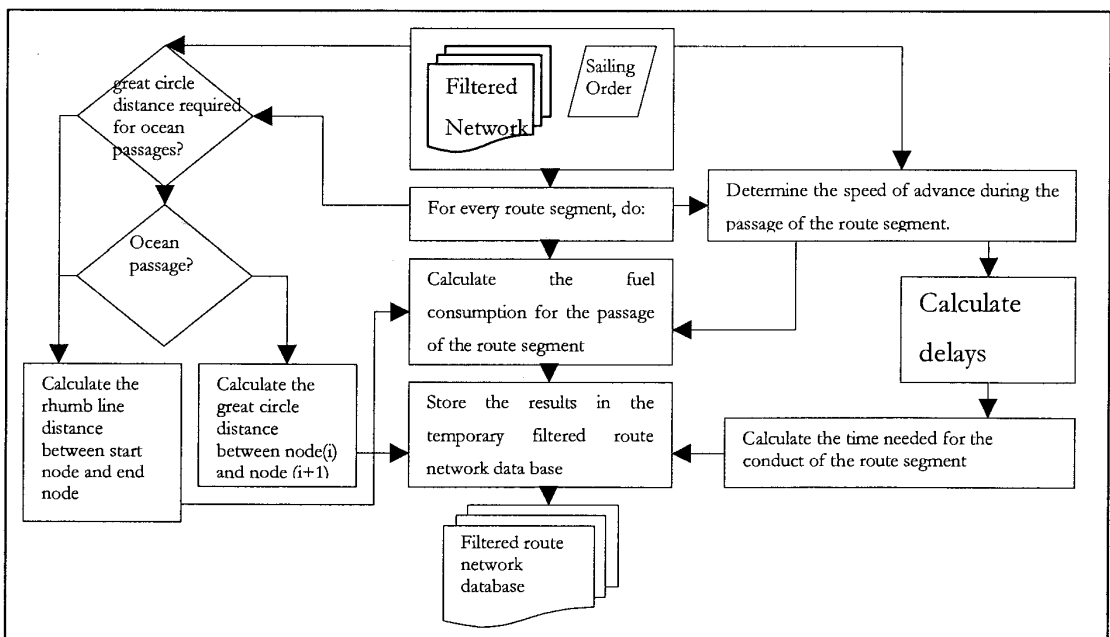 great circle
distance required
for ocean
passages?
Filtered
Network
Sailing
Order
For every route segment, do:
Determine the speed of advance during the
passage of the route segment.
Ocean
passage?
Calculate the fuel
consumption for the passage
of the route segment
Calculate
delays
Calculate the
rhumb line
distance
between start
node and end
node
Calculate the
great circle
distance
between node(i)
and node (i+1)
Store the results in the
temporary filtered route
network data base
Calculate the time needed for the
conduct of the route segment
Filtered route
network
database